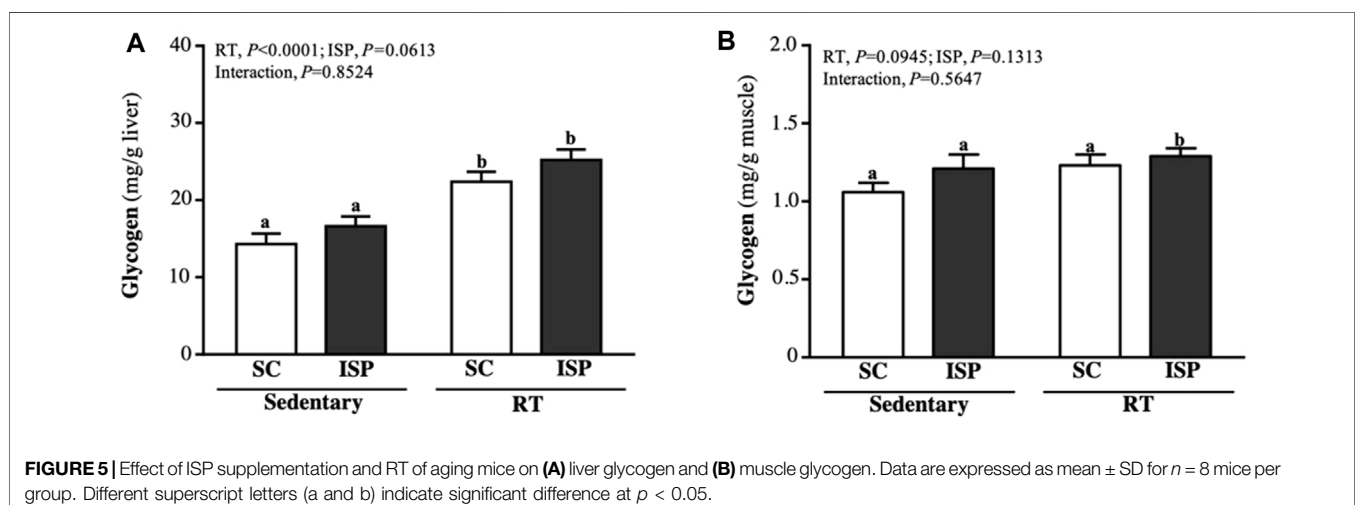 A
RT, P<0.0001; ISP, P=0.0613
Interaction, P=0.8524
Glycogen (mg/g liver)
40
30
20
10
0
a
a
b
b
SC ISP SC ISP
Sedentary RT
B
RT, P=0.0945; ISP, P=0.1313
Interaction, P=0.5647
Glycogen (mg/g muscle)
2.0
1.5
1.0
0.5
0
a
a
a
b
SC ISP SC ISP
Sedentary RT
FIGURE 5 | Effect of ISP supplementation and RT of aging mice on (A) liver glycogen and (B) muscle glycogen. Data are expressed as mean ± SD for n = 8 mice per
group. Different superscript letters (a and b) indicate significant difference at p < 0.05.